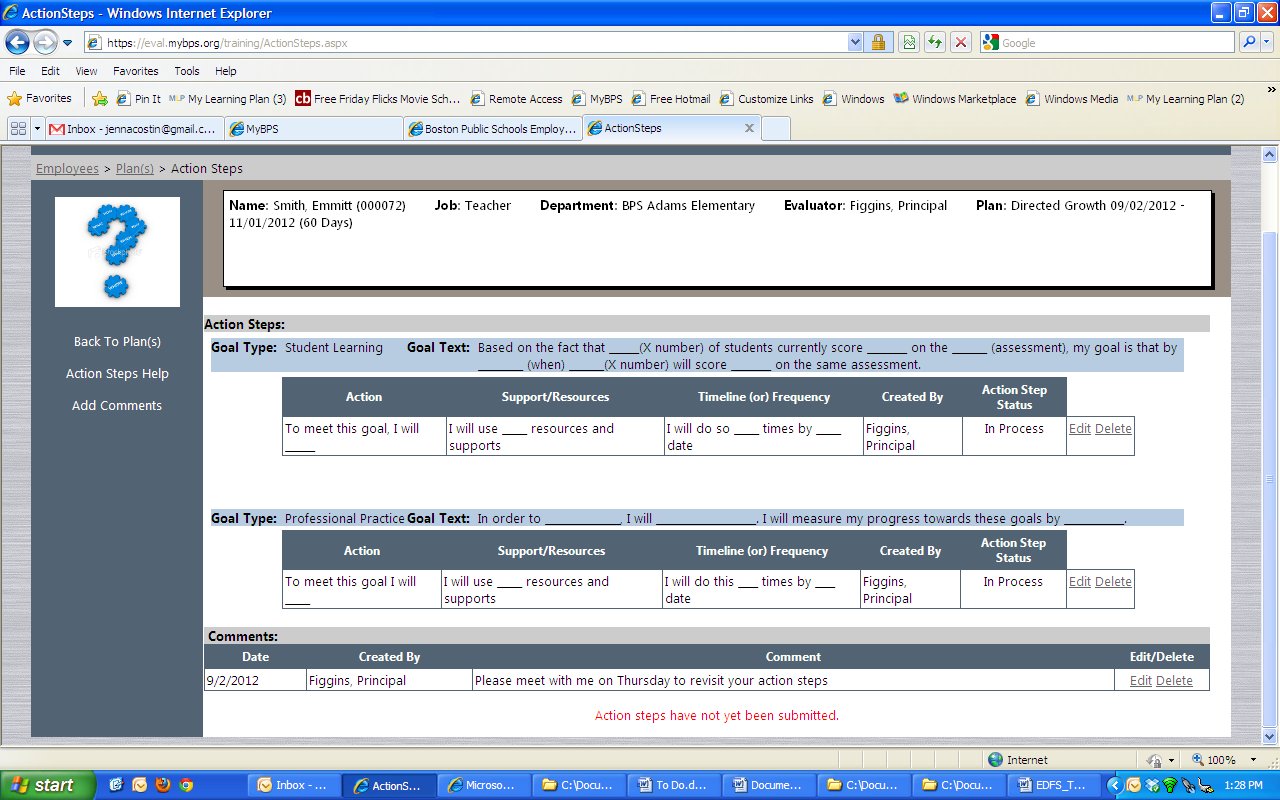 ActionSteps - Windows Internet Explorer
https://eval.mybps.org/training/ActionSteps.aspx
Google
File Edit View Favorites Tools Help
Favorites Pin It MLP My Learning Plan (3) cb Free Friday Flicks Movie Sch... Remote Access MyBPS Free Hotmail Customize Links Windows Windows Marketplace Windows Media MLP My Learning Plan (2)
Inbox - jennacostin@gmail.c... MyBPS Boston Public Schools Employ... ActionSteps
Employees > Plan(s) > Action Steps
Name: Smith, Emmitt (000072) Job: Teacher Department: BPS Adams Elementary Evaluator: Figgins, Principal Plan: Directed Growth 09/02/2012 -
11/01/2012 (60 Days)
Back To Plan(s)
Action Steps Help
Add Comments
Action Steps:
Goal Type: Student Learning Goal Text: Based on the fact that _____(X number) of students currently score _______ on the ______ (assessment), my goal is that by
________ (when) ______(X number) will score _______ on the same assessment.
Action Support/Resources Timeline (or) Frequency Created By Action Step
Status
To meet this goal, I will I will use ____ resources and I will do so ____ times by ____ Figgins, In Process Edit Delete
_____ supports date Principal
Goal Type: Professional Practice Goal Text: In order to _____________, I will _________________. I will measure my progress towards these goals by __________.
Action Support/Resources Timeline (or) Frequency Created By Action Step
Status
To meet this goal I will I will use ____ resources and I will do this ____ times by ___ Figgins, In Process Edit Delete
____ supports date Principal
Comments:
Date Created By Comment Edit/Delete
9/2/2012 Figgins, Principal Please meet with me on Thursday to revisit your action steps Edit Delete
Action steps have not yet been submitted.
Internet 100%
start Inbox - ... ActionS... Microso... C:\Docu... To Do.d... Docume... C:\Docu... C:\Docu... EDFS_T... 1:28 PM